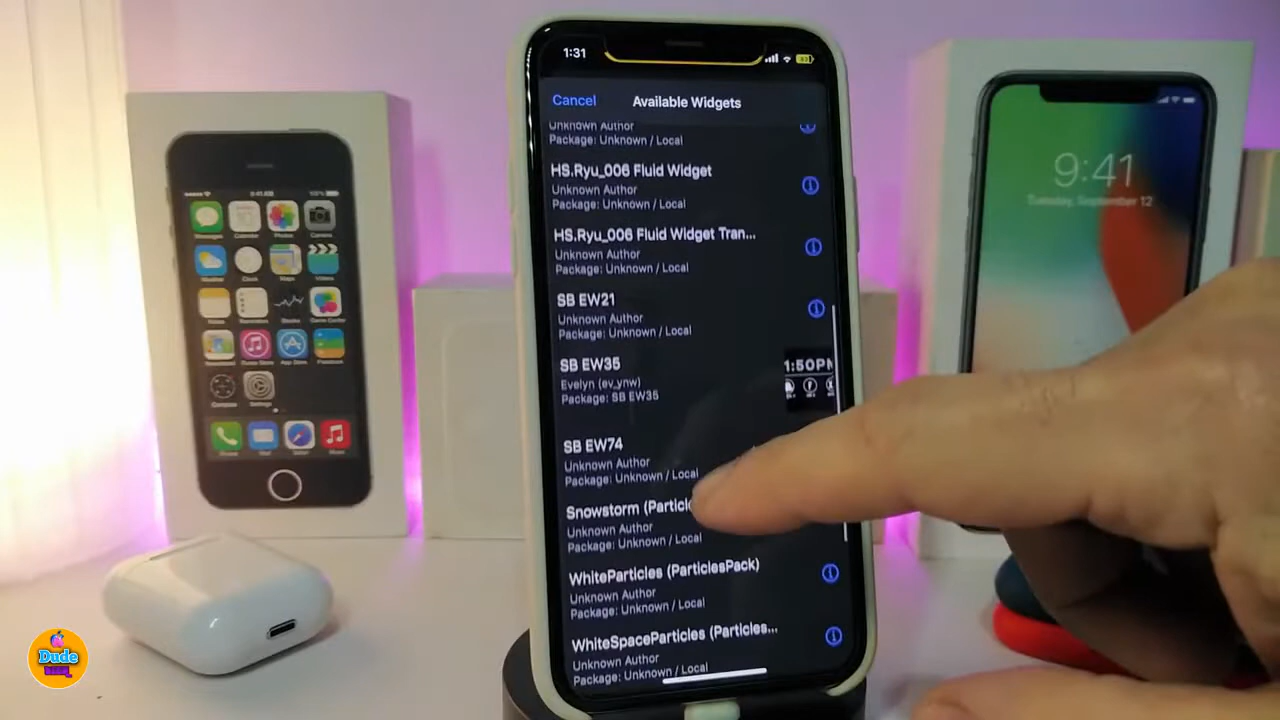 1:31
Cancel
Available Widgets
Unknown Author
Package: Unknown / Local
HS.Ryu_006 Fluid Widget
Unknown Author
Package: Unknown / Local
HS.Ryu_006 Fluid Widget Tran...
Unknown Author
Package: Unknown / Local
SB EW21
Unknown Author
Package: Unknown / Local
SB EW35
Evelyn (ev_ynw)
Package: SB EW35
1:50PM
SB EW74
Unknown Author
Package: Unknown / Local
Snowstorm (Particle
Unknown Author
Package: Unknown / Local
WhiteParticles (ParticlesPack)
Unknown Author
Package: Unknown / Local
WhiteSpaceParticles (Particles...
Unknown Author
Package: Unknown / Local
9:41
Tuesday, September 12
Dude